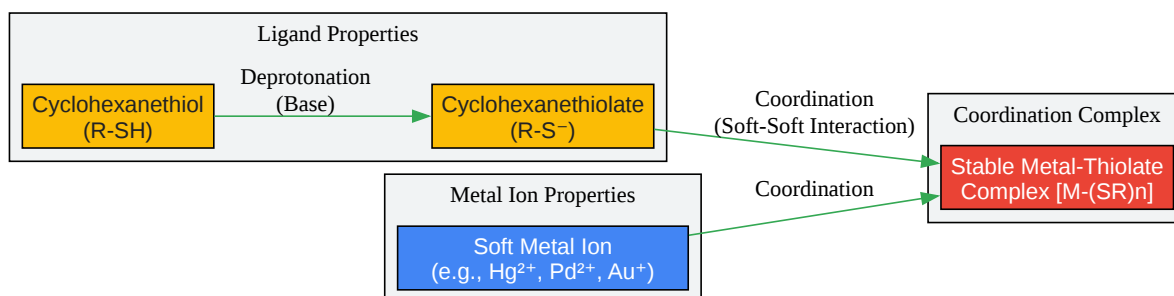 Ligand Properties
Cyclohexanethiol
(R-SH)
Deprotonation
(Base)
Cyclohexanethiolate
(R-S⁻)
Coordination
(Soft-Soft Interaction)
Metal Ion Properties
Soft Metal Ion
(e.g., Hg²⁺, Pd²⁺, Au⁺)
Coordination
Coordination Complex
Stable Metal-Thiolate
Complex [M-(SR)n]